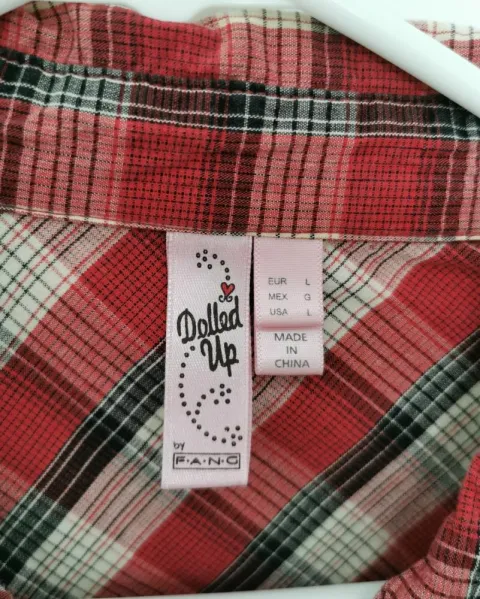 Dolled
Up
by
F·A·N·G
EUR L
MEX G
USA L
MADE
IN
CHINA